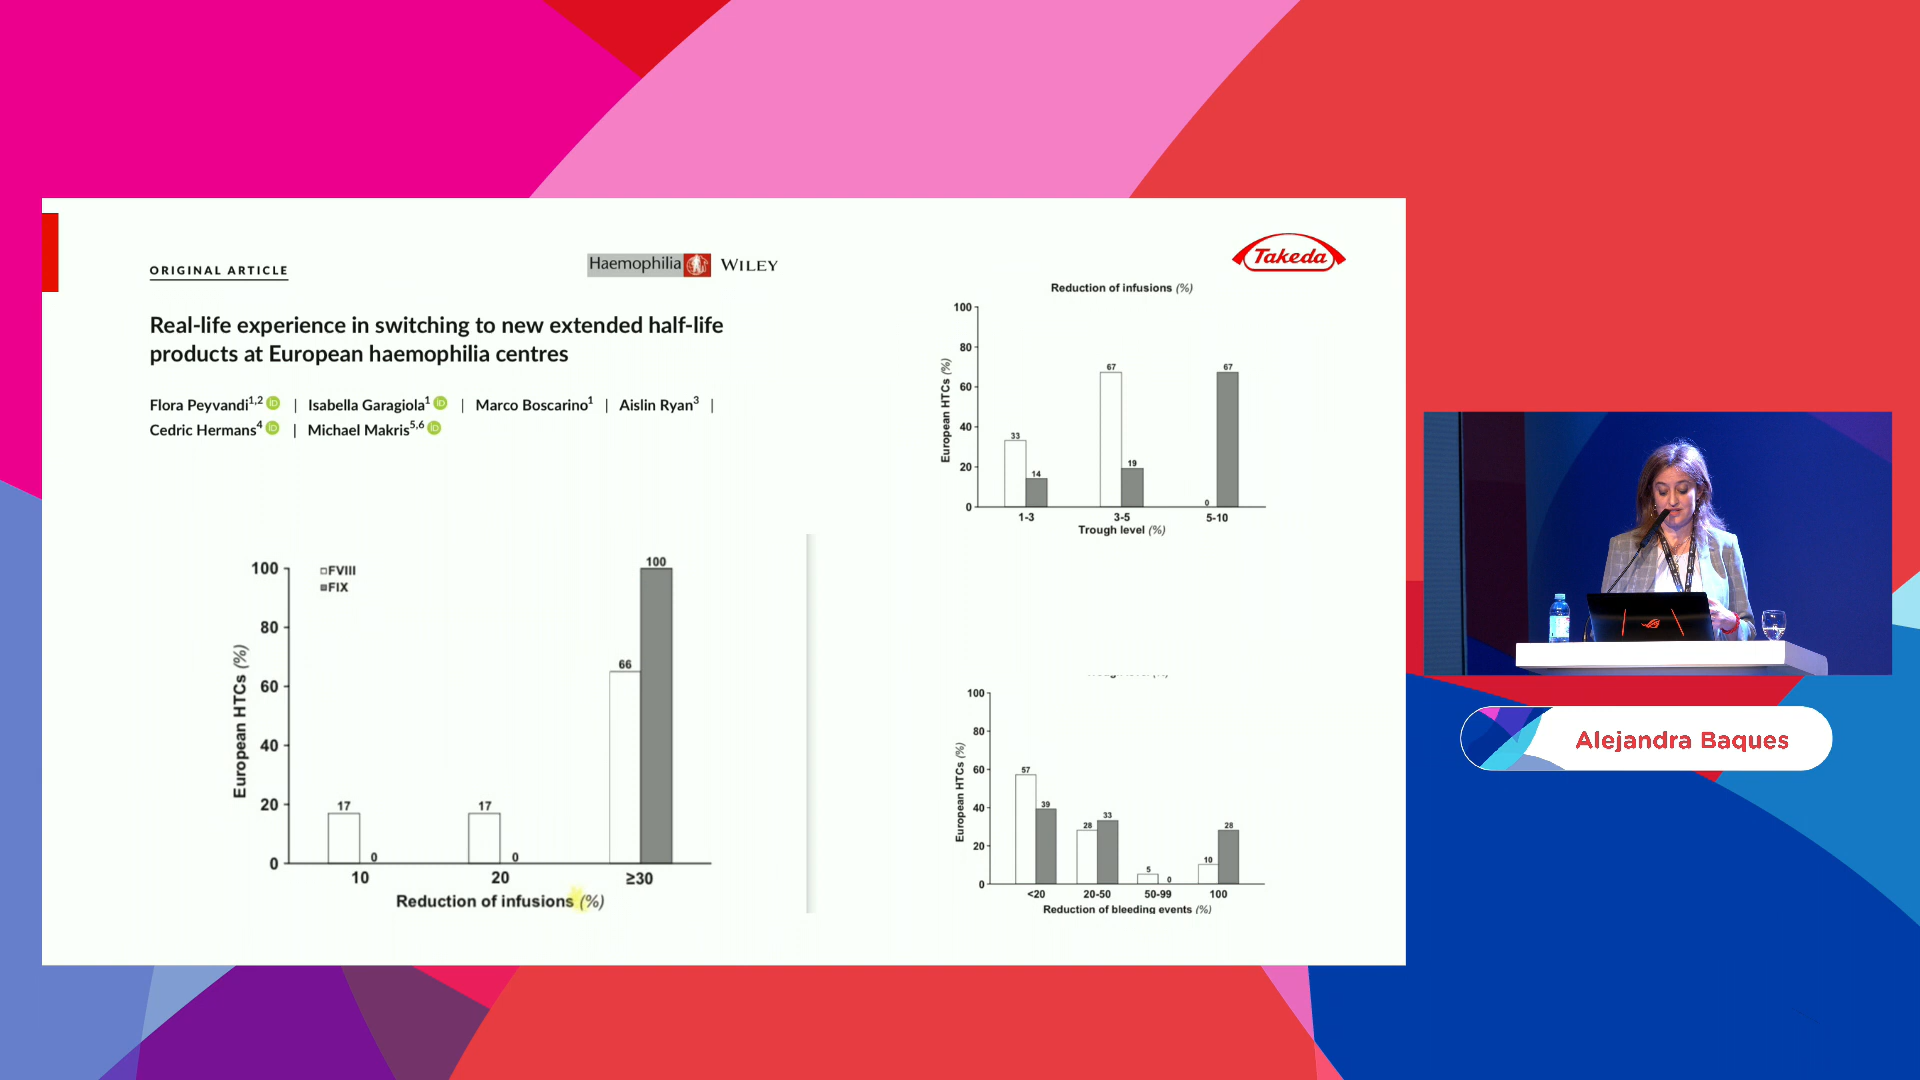 ORIGINAL ARTICLE
Haemophilia WILEY
Takeda
Real-life experience in switching to new extended half-life
products at European haemophilia centres
Flora Peyvandi1,2 iD | Isabella Garagiola1 iD | Marco Boscarino1 | Aislin Ryan3 |
Cedric Hermans4 iD | Michael Makris5,6 iD
Reduction of infusions (%)
European HTCs (%)
100
80
60
40
20
0
33
14
67
19
0
67
1-3
3-5
5-10
Trough level (%)
European HTCs (%)
100
80
60
40
20
0
FVIII
FIX
17
0
17
0
66
100
10
20
≥30
Reduction of infusions (%)
European HTCs (%)
100
80
60
40
20
0
57
39
28
33
5
0
10
28
<20
20-50
50-99
100
Reduction of bleeding events (%)
Alejandra Baques